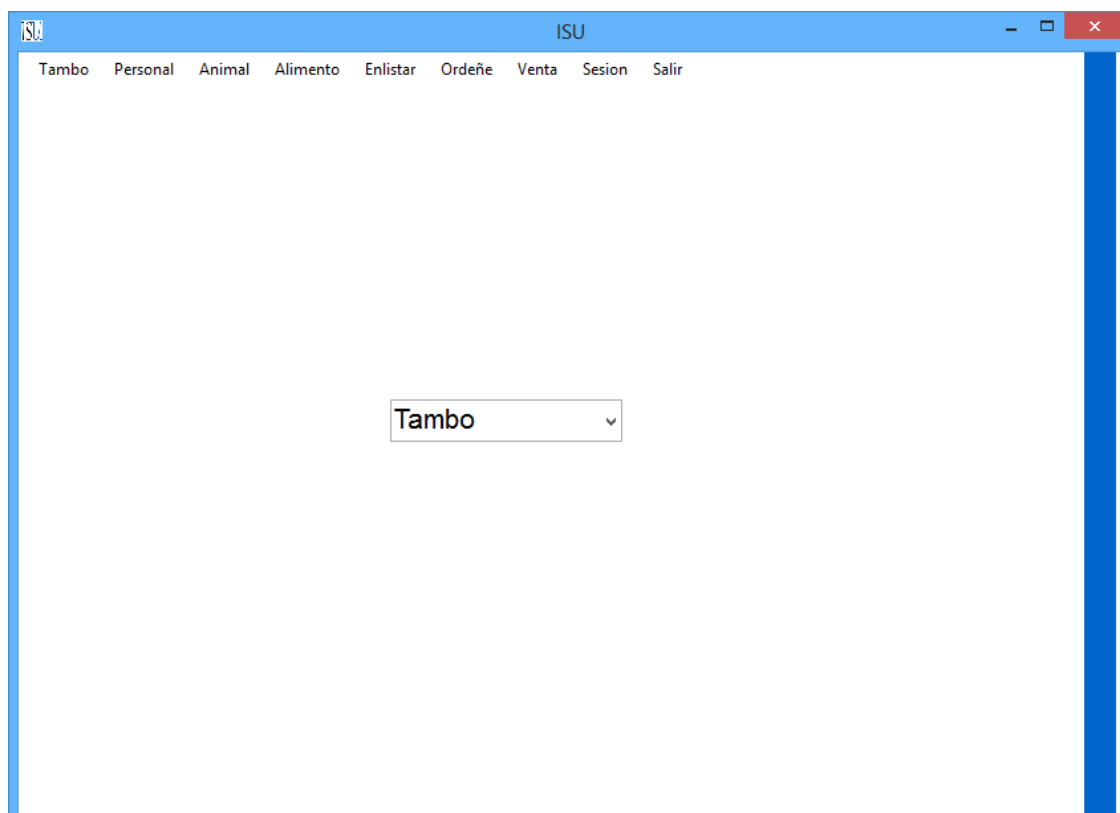 ISU ISU
Tambo Personal Animal Alimento Enlistar Ordeñe Venta Sesion Salir
Tambo